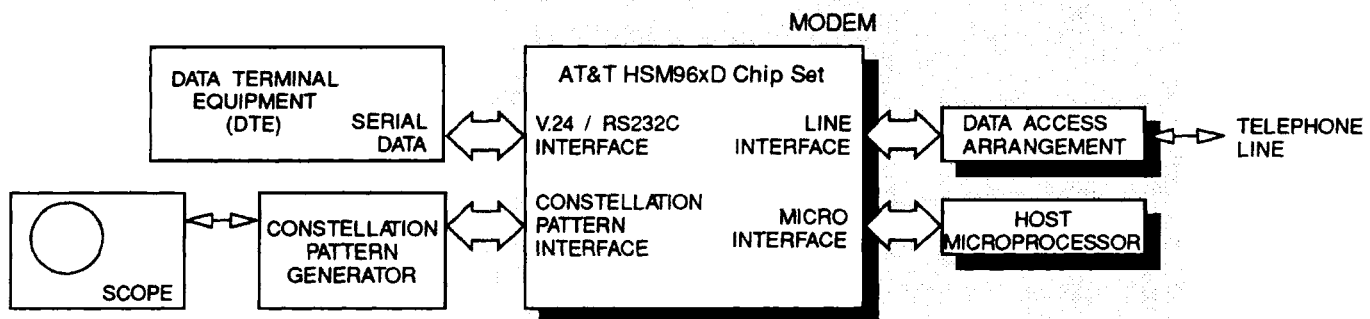 MODEM
DATA TERMINAL
EQUIPMENT
(DTE)
SERIAL
DATA
AT&T HSM96xD Chip Set
V.24 / RS232C
INTERFACE
LINE
INTERFACE
DATA ACCESS
ARRANGEMENT
TELEPHONE
LINE
SCOPE
CONSTELLATION
PATTERN
GENERATOR
CONSTELLATION
PATTERN
INTERFACE
MICRO
INTERFACE
HOST
MICROPROCESSOR